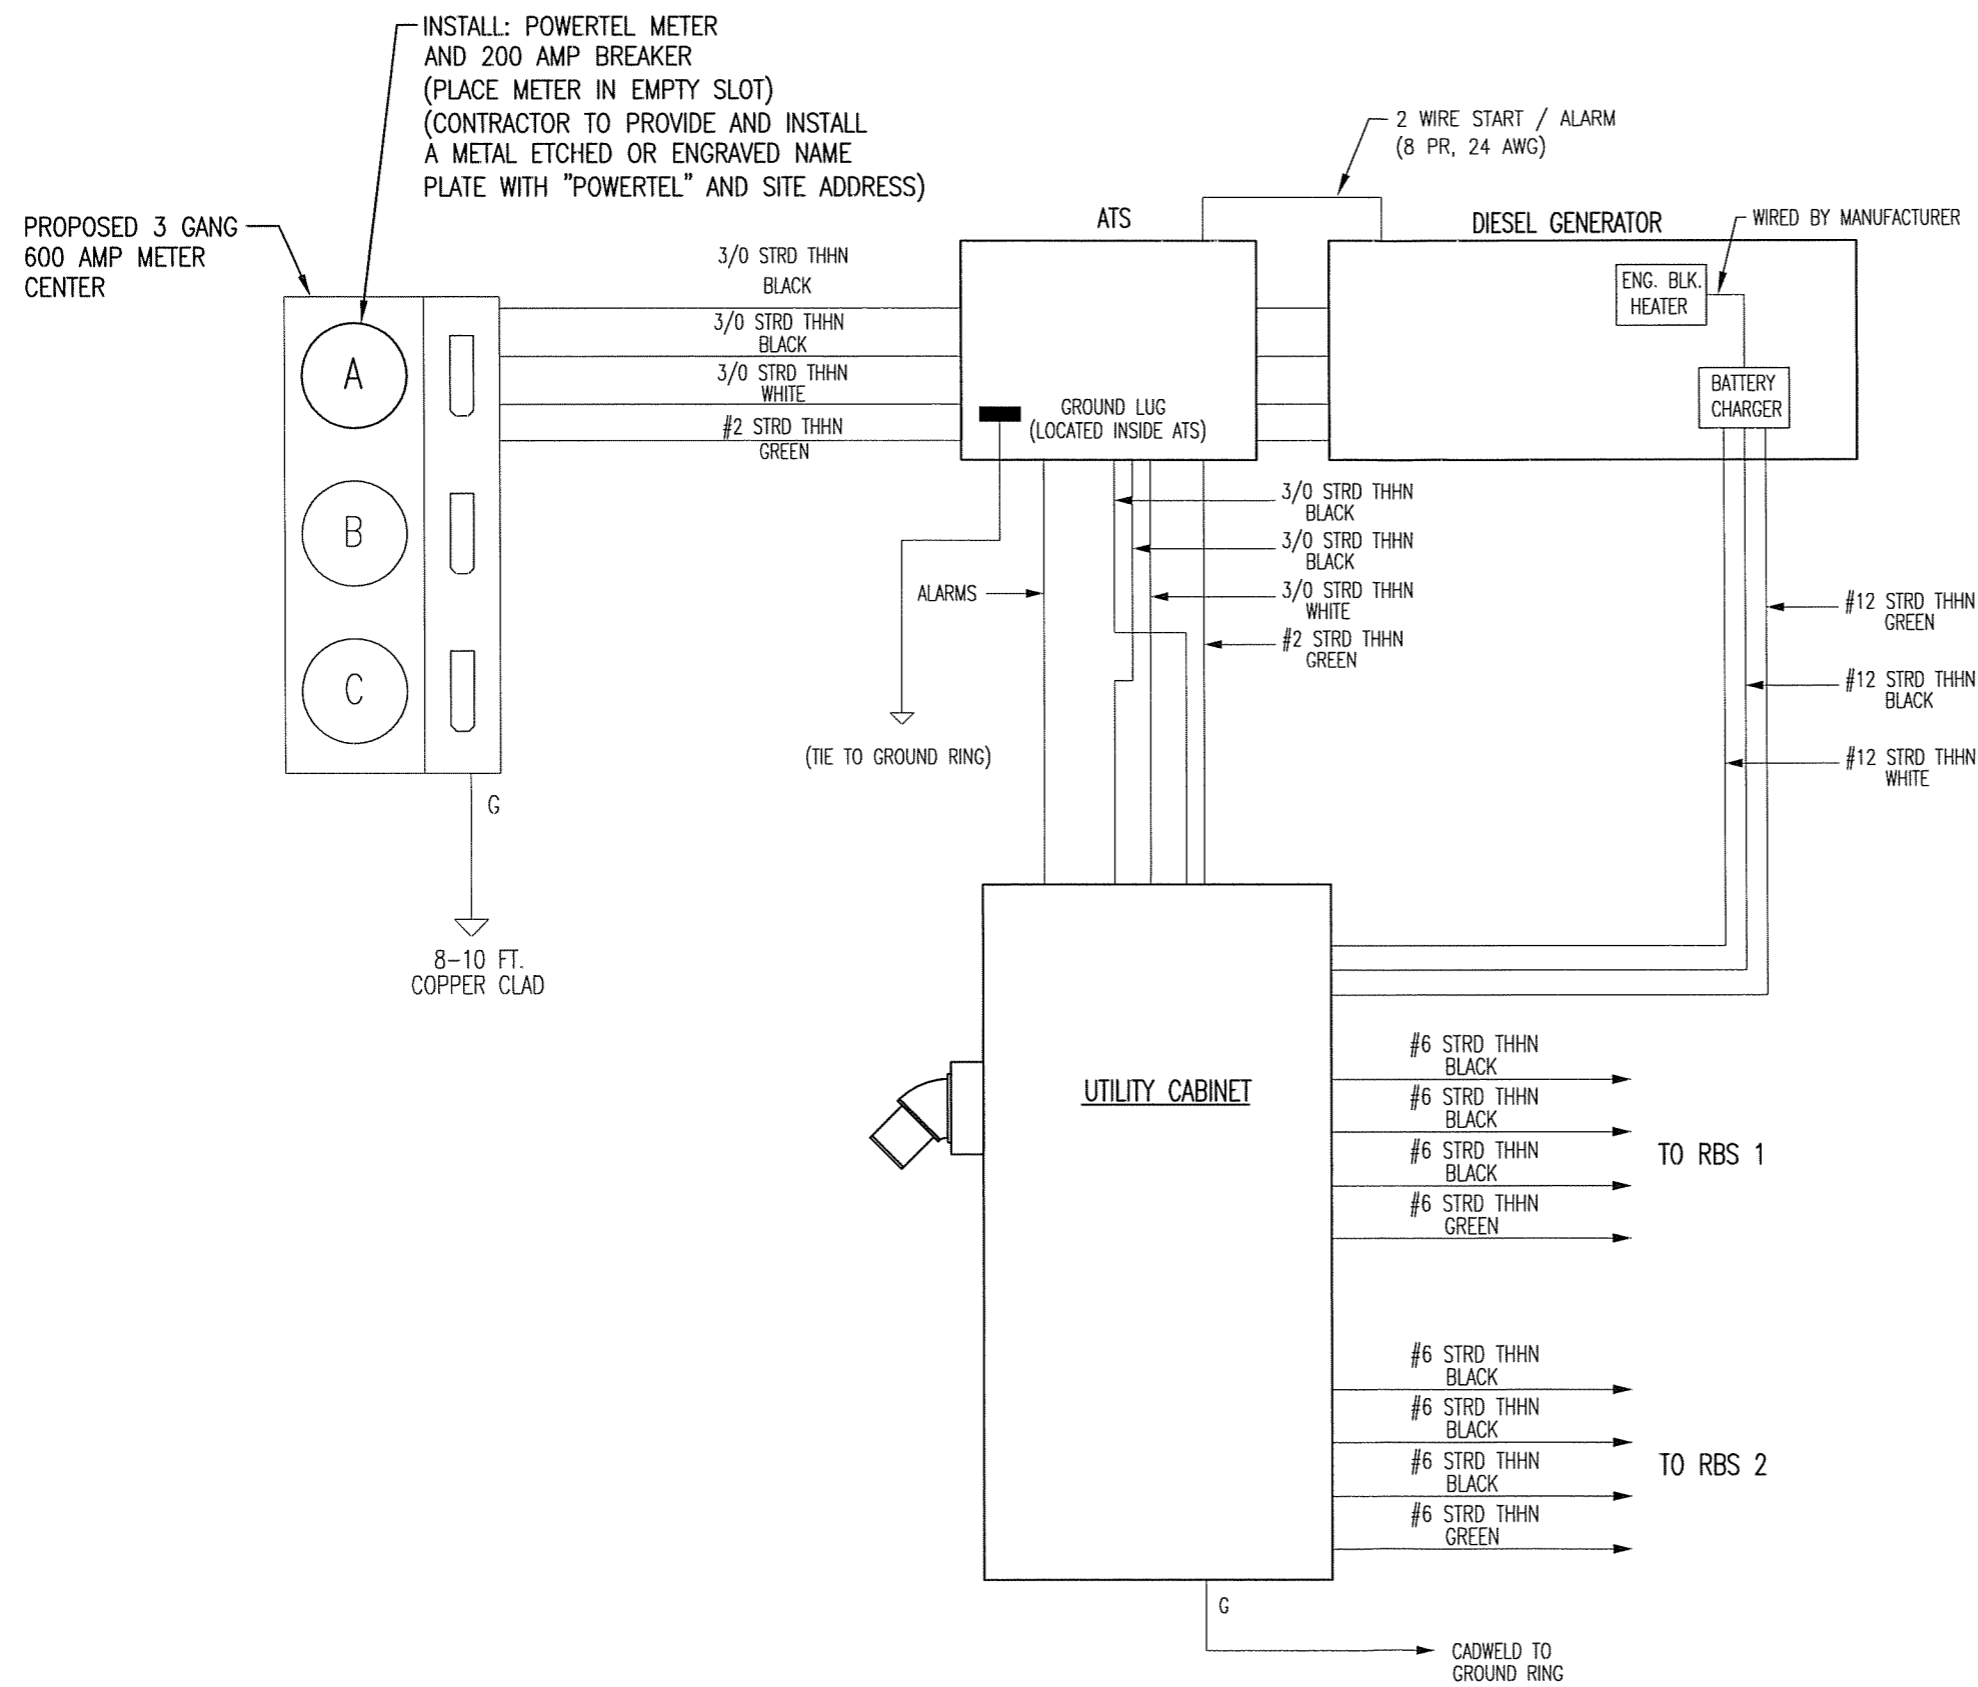 INSTALL: POWERTEL METER
AND 200 AMP BREAKER
(PLACE METER IN EMPTY SLOT)
(CONTRACTOR TO PROVIDE AND INSTALL
A METAL ETCHED OR ENGRAVED NAME
PLATE WITH "POWERTEL" AND SITE ADDRESS)
PROPOSED 3 GANG
600 AMP METER
CENTER
A
B
C
G
8-10 FT.
COPPER CLAD
3/0 STRD THHN
BLACK
3/0 STRD THHN
BLACK
3/0 STRD THHN
WHITE
#2 STRD THHN
GREEN
ATS
GROUND LUG
(LOCATED INSIDE ATS)
2 WIRE START / ALARM
(8 PR, 24 AWG)
DIESEL GENERATOR
WIRED BY MANUFACTURER
ENG. BLK.
HEATER
BATTERY
CHARGER
ALARMS
(TIE TO GROUND RING)
3/0 STRD THHN
BLACK
3/0 STRD THHN
BLACK
3/0 STRD THHN
WHITE
#2 STRD THHN
GREEN
#12 STRD THHN
GREEN
#12 STRD THHN
BLACK
#12 STRD THHN
WHITE
UTILITY CABINET
#6 STRD THHN
BLACK
#6 STRD THHN
BLACK
#6 STRD THHN
BLACK
#6 STRD THHN
GREEN
TO RBS 1
#6 STRD THHN
BLACK
#6 STRD THHN
BLACK
#6 STRD THHN
BLACK
#6 STRD THHN
GREEN
TO RBS 2
G
CADWELD TO
GROUND RING